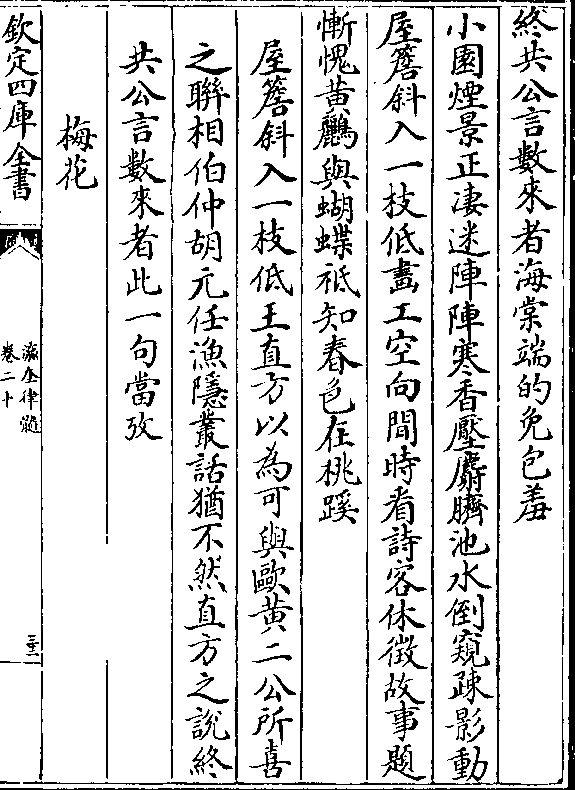 終共公言數來者海棠端的免包羞
小園煙景正凄迷陣陣寒香壓麝臍池水倒窺疎影動
屋簷斜入一枝低畫工空向閒時看詩客休徵故事題
慚愧黃鸝與蝴蝶祗知春色在桃蹊
屋簷斜入一枝低王直方以為可與歐黃二公所喜
之聯相伯仲胡元任漁隱叢話猶不然直方之說終
共公言數來者此一句當攷
梅花
欽定四庫全書
瀛奎律髓
卷二十
三十二